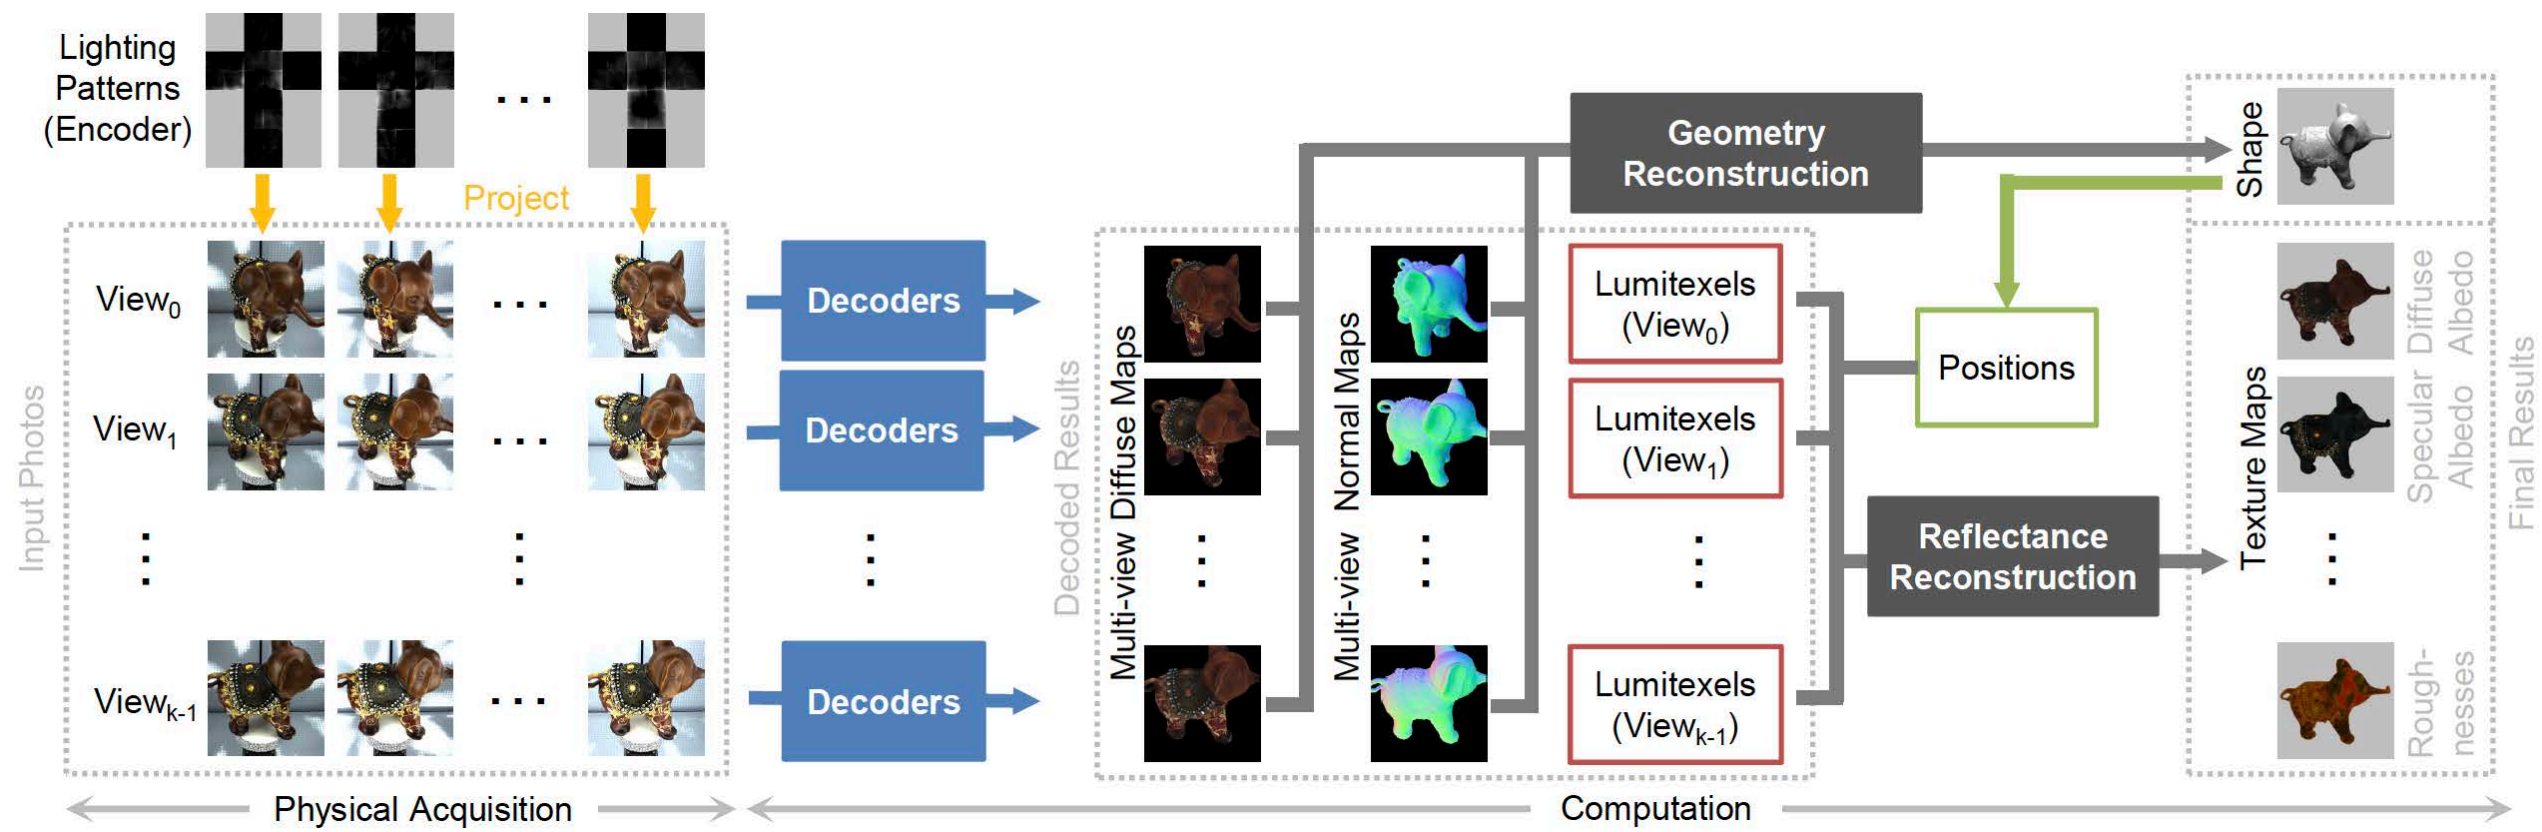 Lighting
Patterns
(Encoder)
. . .
Project
Input Photos
View0
. . .
View1
. . .
Viewk-1
. . .
Decoders
Decoders
Decoders
Decoded Results
Multi-view Diffuse Maps
Multi-view Normal Maps
Lumitexels
(View0)
Lumitexels
(View1)
Lumitexels
(Viewk-1)
Geometry
Reconstruction
Positions
Reflectance
Reconstruction
Shape
Texture Maps
Diffuse
Albedo
Specular
Albedo
Rough-
nesses
Final Results
Physical Acquisition
Computation